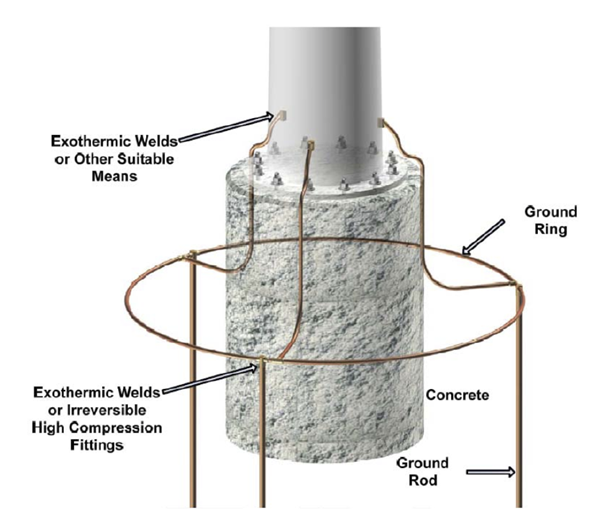 Exothermic Welds
or Other Suitable
Means
Ground
Ring
Exothermic Welds
or Irreversible
High Compression
Fittings
Concrete
Ground
Rod